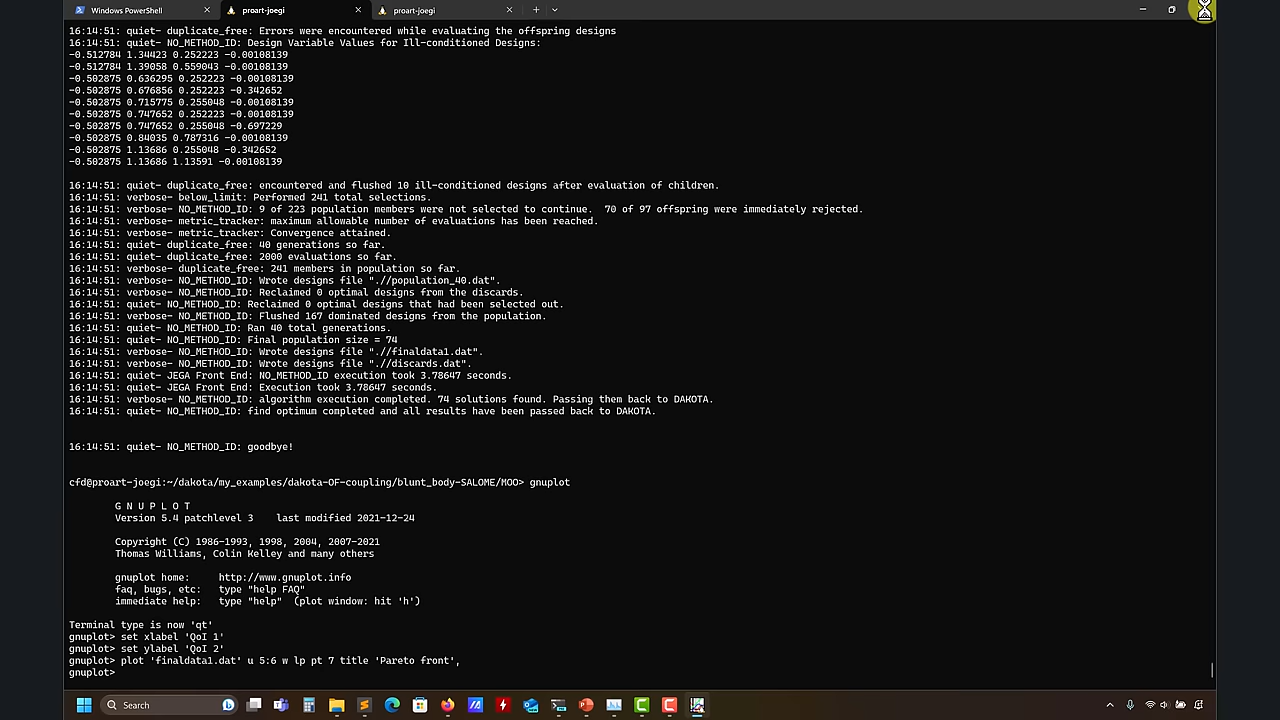 Windows PowerShell
proart-joegi
proart-joegi
16:14:51: quiet- duplicate_free: Errors were encountered while evaluating the offspring designs
16:14:51: quiet- NO_METHOD_ID: Design Variable Values for Ill-conditioned Designs:
-0.512784 1.34423 0.252223 -0.00108139
-0.512784 1.39058 0.559043 -0.00108139
-0.502875 0.636295 0.252223 -0.00108139
-0.502875 0.676856 0.252223 -0.342652
-0.502875 0.715775 0.255048 -0.00108139
-0.502875 0.747652 0.252223 -0.00108139
-0.502875 0.747652 0.255048 -0.697229
-0.502875 0.84035 0.787316 -0.00108139
-0.502875 1.13686 0.255048 -0.342652
-0.502875 1.13686 1.13591 -0.00108139
16:14:51: quiet- duplicate_free: encountered and flushed 10 ill-conditioned designs after evaluation of children.
16:14:51: verbose- below_limit: Performed 241 total selections.
16:14:51: verbose- NO_METHOD_ID: 9 of 223 population members were not selected to continue.  70 of 97 offspring were immediately rejected.
16:14:51: verbose- metric_tracker: maximum allowable number of evaluations has been reached.
16:14:51: verbose- metric_tracker: Convergence attained.
16:14:51: quiet- duplicate_free: 40 generations so far.
16:14:51: quiet- duplicate_free: 2000 evaluations so far.
16:14:51: verbose- duplicate_free: 241 members in population so far.
16:14:51: verbose- NO_METHOD_ID: Wrote designs file ".//population_40.dat".
16:14:51: verbose- NO_METHOD_ID: Reclaimed 0 optimal designs from the discards.
16:14:51: quiet- NO_METHOD_ID: Reclaimed 0 optimal designs that had been selected out.
16:14:51: verbose- NO_METHOD_ID: Flushed 167 dominated designs from the population.
16:14:51: quiet- NO_METHOD_ID: Ran 40 total generations.
16:14:51: quiet- NO_METHOD_ID: Final population size = 74
16:14:51: verbose- NO_METHOD_ID: Wrote designs file ".//finaldata1.dat".
16:14:51: verbose- NO_METHOD_ID: Wrote designs file ".//discards.dat".
16:14:51: quiet- JEGA Front End: NO_METHOD_ID execution took 3.78647 seconds.
16:14:51: quiet- JEGA Front End: Execution took 3.78647 seconds.
16:14:51: verbose- NO_METHOD_ID: algorithm execution completed. 74 solutions found. Passing them back to DAKOTA.
16:14:51: quiet- NO_METHOD_ID: find optimum completed and all results have been passed back to DAKOTA.
16:14:51: quiet- NO_METHOD_ID: goodbye!
cfd@proart-joegi:~/dakota/my_examples/dakota-OF-coupling/blunt_body-SALOME/MOO> gnuplot
G N U P L O T
Version 5.4 patchlevel 3    last modified 2021-12-24
Copyright (C) 1986-1993, 1998, 2004, 2007-2021
Thomas Williams, Colin Kelley and many others
gnuplot home:     http://www.gnuplot.info
faq, bugs, etc:   type "help FAQ"
immediate help:   type "help"  (plot window: hit 'h')
Terminal type is now 'qt'
gnuplot> set xlabel 'QoI 1'
gnuplot> set ylabel 'QoI 2'
gnuplot> plot 'finaldata1.dat' u 5:6 w lp pt 7 title 'Pareto front',
gnuplot>
Search